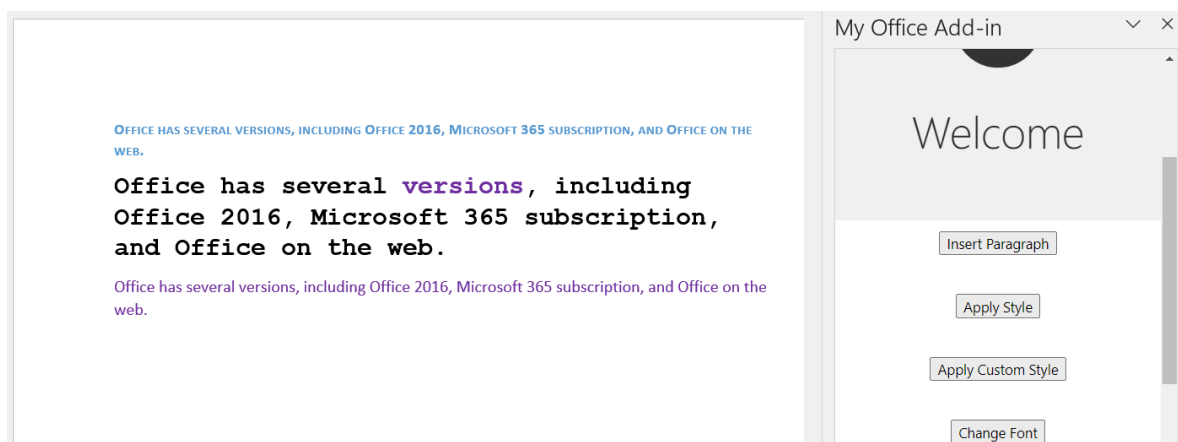 My Office Add-in
OFFICE HAS SEVERAL VERSIONS, INCLUDING OFFICE 2016, MICROSOFT 365 SUBSCRIPTION, AND OFFICE ON THE
WEB.
Office has several versions, including
Office 2016, Microsoft 365 subscription,
and Office on the web.
Office has several versions, including Office 2016, Microsoft 365 subscription, and Office on the
web.
Welcome
Insert Paragraph
Apply Style
Apply Custom Style
Change Font